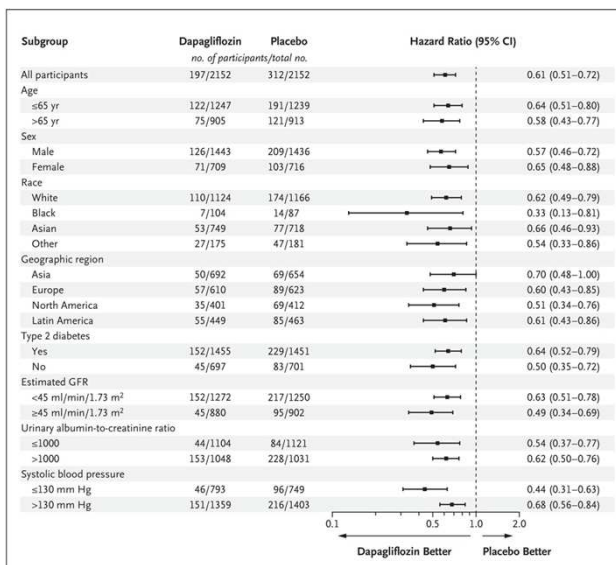 Subgroup Dapagliflozin Placebo Hazard Ratio (95% CI)
no. of participants/total no.
All participants 197/2152 312/2152 0.61 (0.51–0.72)
Age
≤65 yr 122/1247 191/1239 0.64 (0.51–0.80)
>65 yr 75/905 121/913 0.58 (0.43–0.77)
Sex
Male 126/1443 209/1436 0.57 (0.46–0.72)
Female 71/709 103/716 0.65 (0.48–0.88)
Race
White 110/1124 174/1166 0.62 (0.49–0.79)
Black 7/104 14/87 0.33 (0.13–0.81)
Asian 53/749 77/718 0.66 (0.46–0.93)
Other 27/175 47/181 0.54 (0.33–0.86)
Geographic region
Asia 50/692 69/654 0.70 (0.48–1.00)
Europe 57/610 89/623 0.60 (0.43–0.85)
North America 35/401 69/412 0.51 (0.34–0.76)
Latin America 55/449 85/463 0.61 (0.43–0.86)
Type 2 diabetes
Yes 152/1455 229/1451 0.64 (0.52–0.79)
No 45/697 83/701 0.50 (0.35–0.72)
Estimated GFR
<45 ml/min/1.73 m² 152/1272 217/1250 0.63 (0.51–0.78)
≥45 ml/min/1.73 m² 45/880 95/902 0.49 (0.34–0.69)
Urinary albumin-to-creatinine ratio
≤1000 44/1104 84/1121 0.54 (0.37–0.77)
>1000 153/1048 228/1031 0.62 (0.50–0.76)
Systolic blood pressure
≤130 mm Hg 46/793 96/749 0.44 (0.31–0.63)
>130 mm Hg 151/1359 216/1403 0.68 (0.56–0.84)
0.1 0.5 1.0 2.0
Dapagliflozin Better Placebo Better